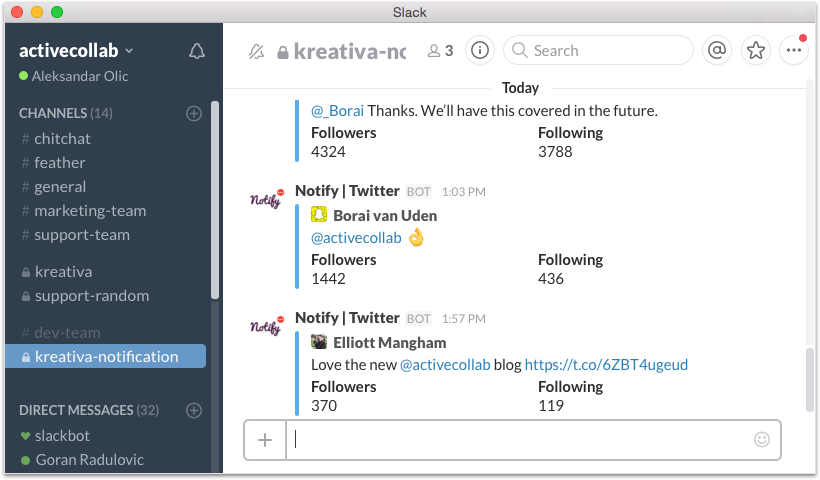 Slack
activecollab
Aleksandar Olic
CHANNELS (14)
# chitchat
# feather
# general
# marketing-team
# support-team
kreativa
support-random
# dev-team
kreativa-notification
DIRECT MESSAGES (32)
slackbot
Goran Radulovic
kreativa-no
3
Search
Today
@_Borai Thanks. We'll have this covered in the future.
Followers Following
4324 3788
Notify
Notify | Twitter BOT 1:03 PM
Borai van Uden
@activecollab 👌
Followers Following
1442 436
Notify
Notify | Twitter BOT 1:57 PM
Elliott Mangham
Love the new @activecollab blog https://t.co/6ZBT4ugeud
Followers Following
370 119